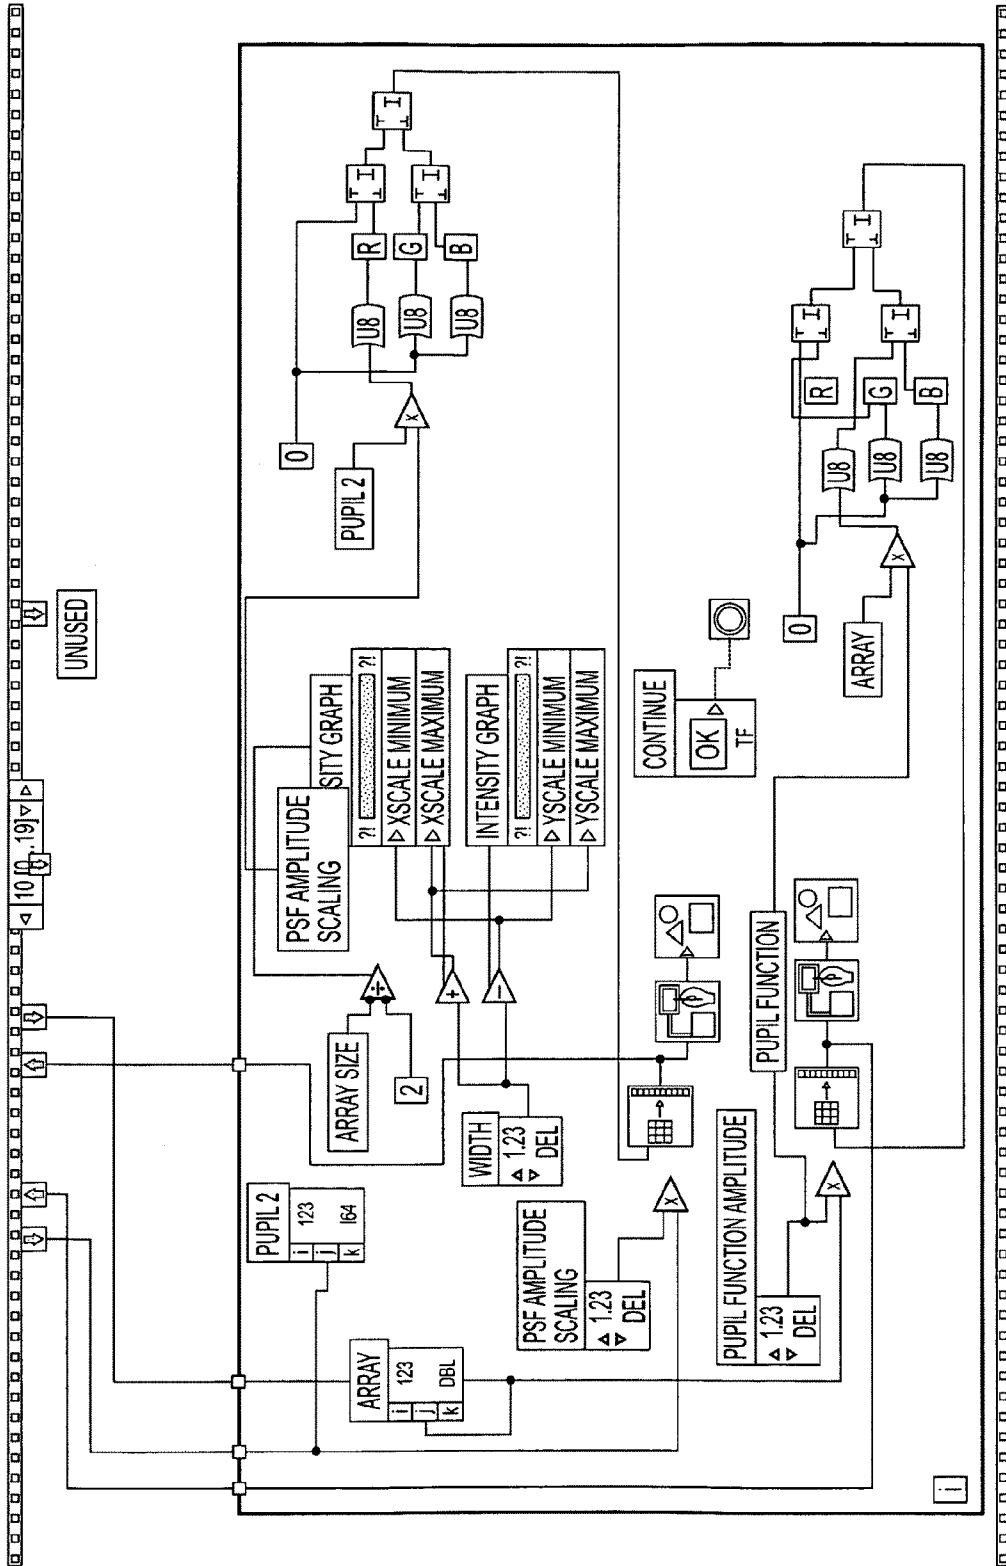 10 [0..19]
UNUSED
PUPIL 2
123
I64
i
j
k
ARRAY
123
DBL
i
j
k
ARRAY SIZE
2
÷
WIDTH
1.23
DEL
+
−
PSF AMPLITUDE
SCALING
SITY GRAPH
?! ?!
XSCALE MINIMUM
XSCALE MAXIMUM
INTENSITY GRAPH
?! ?!
YSCALE MINIMUM
YSCALE MAXIMUM
0
PUPIL 2
x
U8
U8
U8
R
G
B
PSF AMPLITUDE
SCALING
1.23
DEL
x
CONTINUE
OK
TF
PUPIL FUNCTION AMPLITUDE
1.23
DEL
x
PUPIL FUNCTION
0
ARRAY
x
U8
U8
U8
R
G
B
i